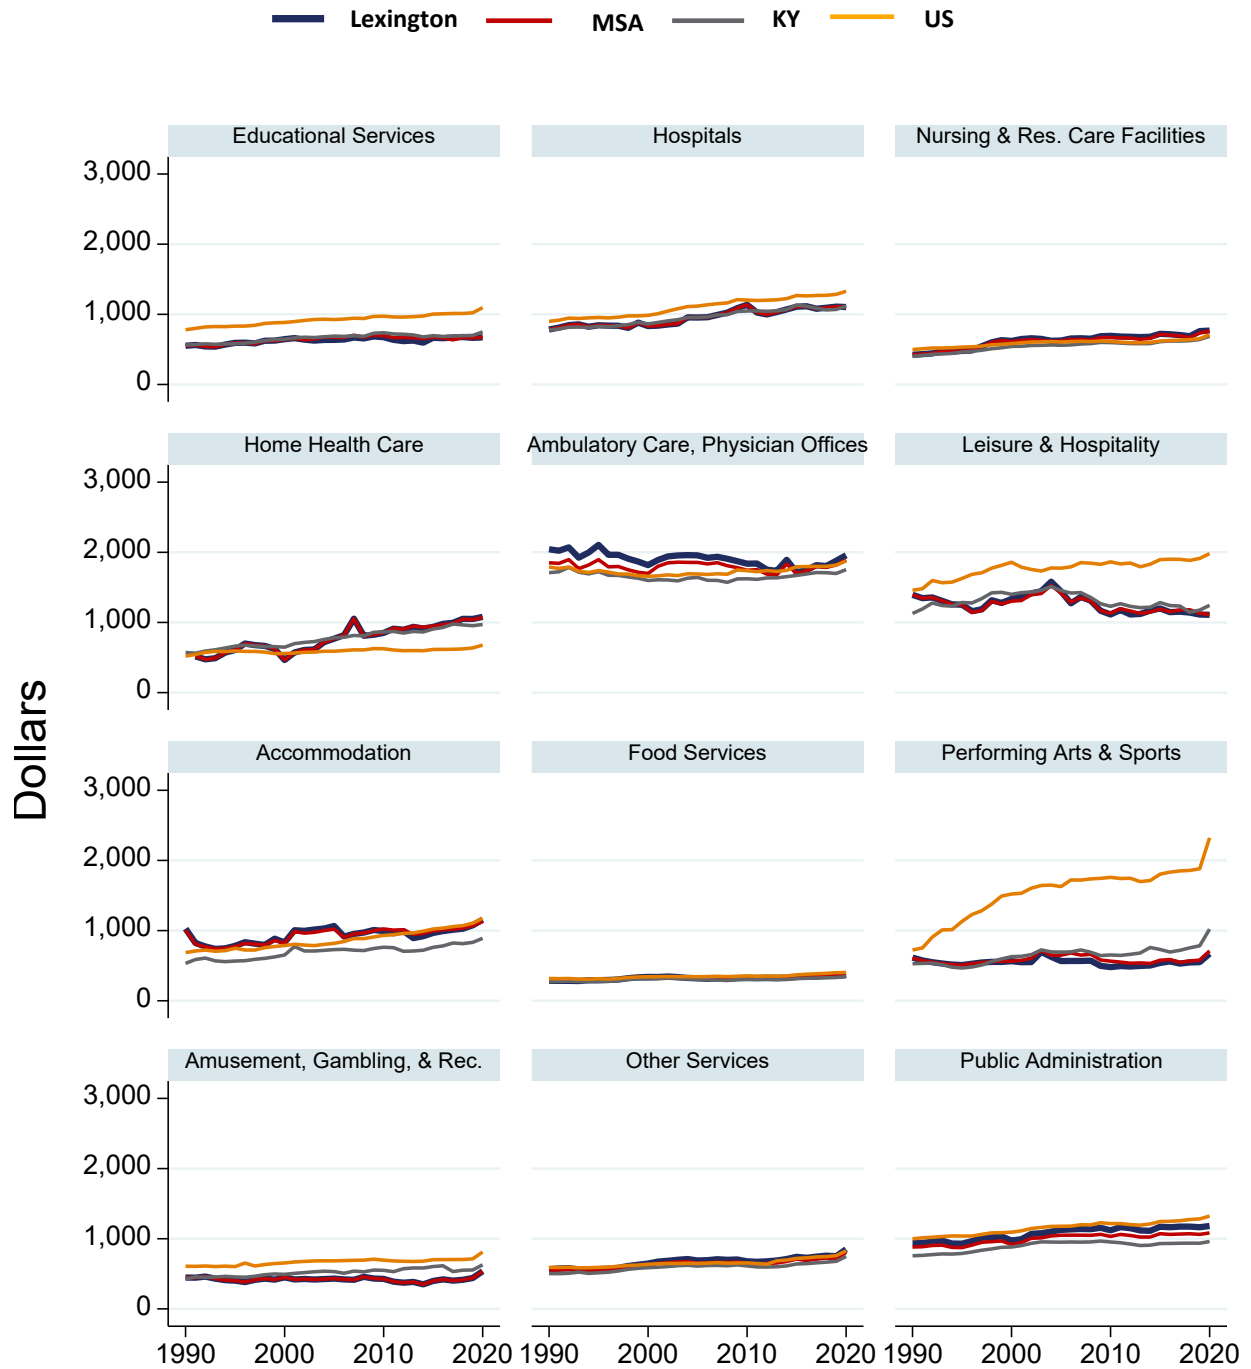 Lexington MSA KY US
Educational Services Hospitals Nursing & Res. Care Facilities
3,000
2,000
1,000
0
Home Health Care Ambulatory Care, Physician Offices Leisure & Hospitality
3,000
2,000
1,000
0
Dollars
Accommodation Food Services Performing Arts & Sports
3,000
2,000
1,000
0
Amusement, Gambling, & Rec. Other Services Public Administration
3,000
2,000
1,000
0
1990 2000 2010 2020 1990 2000 2010 2020 1990 2000 2010 2020